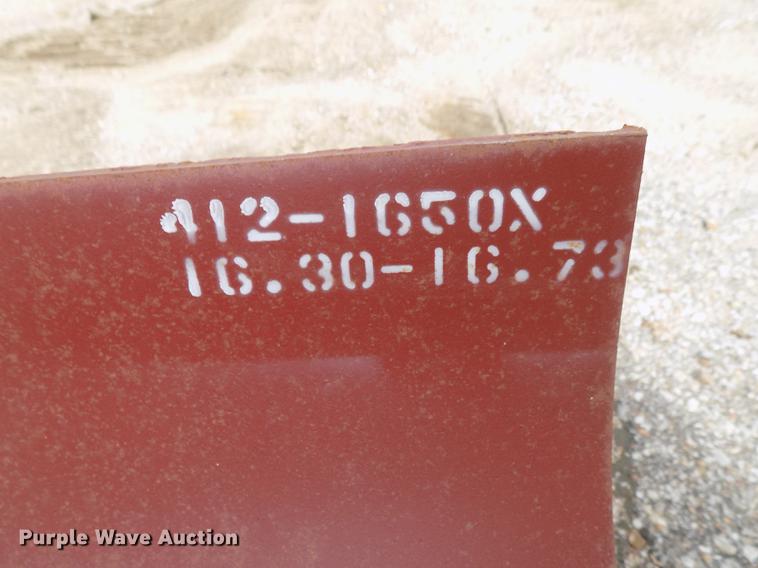 412-1650X
16.30-16.73
Purple Wave Auction